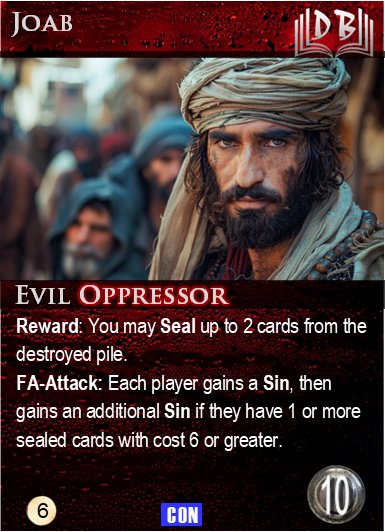 Joab
DB
Evil Oppressor
Reward: You may Seal up to 2 cards from the
destroyed pile.
FA-Attack: Each player gains a Sin, then
gains an additional Sin if they have 1 or more
sealed cards with cost 6 or greater.
6
CON
10